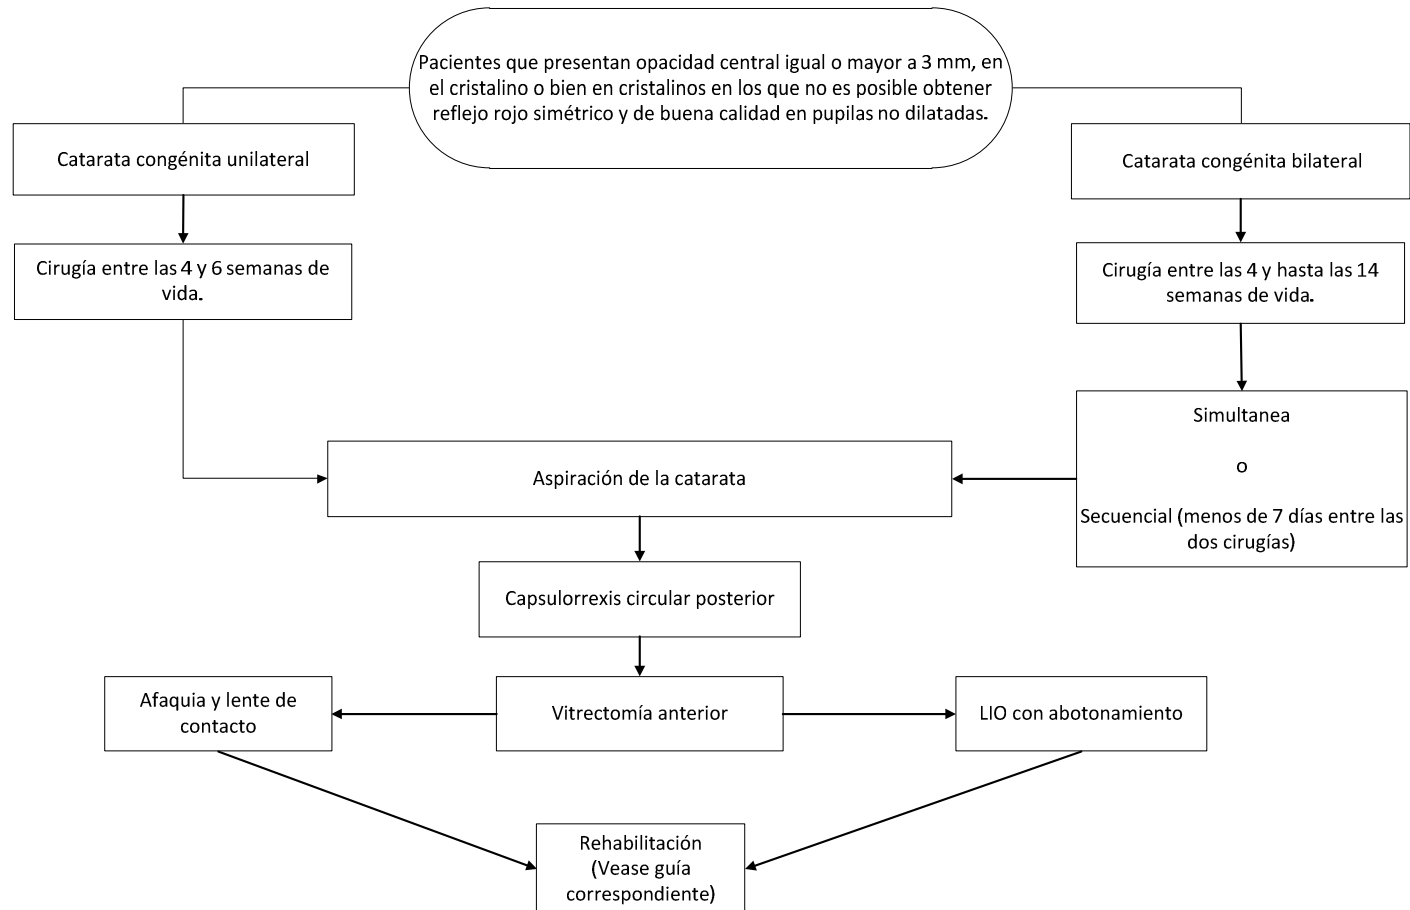 Pacientes que presentan opacidad central igual o mayor a 3 mm, en
el cristalino o bien en cristalinos en los que no es posible obtener
reflejo rojo simétrico y de buena calidad en pupilas no dilatadas.
Catarata congénita unilateral
Catarata congénita bilateral
Cirugía entre las 4 y 6 semanas de
vida.
Cirugía entre las 4 y hasta las 14
semanas de vida.
Simultanea
o
Secuencial (menos de 7 días entre las
dos cirugías)
Aspiración de la catarata
Capsulorrexis circular posterior
Afaquia y lente de
contacto
Vitrectomía anterior
LIO con abotonamiento
Rehabilitación
(Vease guía
correspondiente)